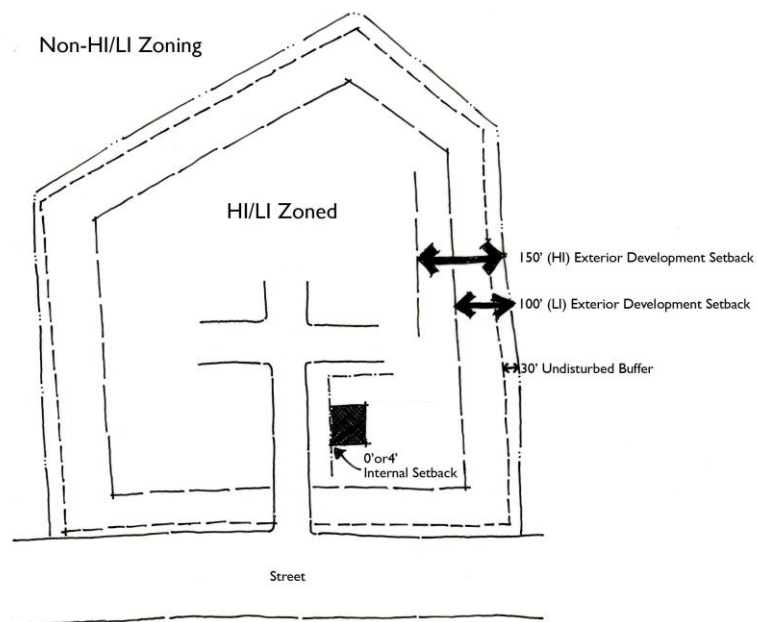 Non-HI/LI Zoning
HI/LI Zoned
150' (HI) Exterior Development Setback
100' (LI) Exterior Development Setback
30' Undisturbed Buffer
0'or4'
Internal Setback
Street